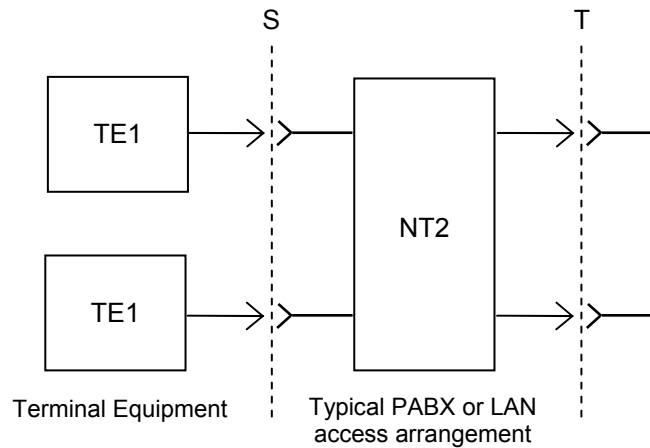 S
T
TE1
NT2
TE1
Terminal Equipment
Typical PABX or LAN
access arrangement